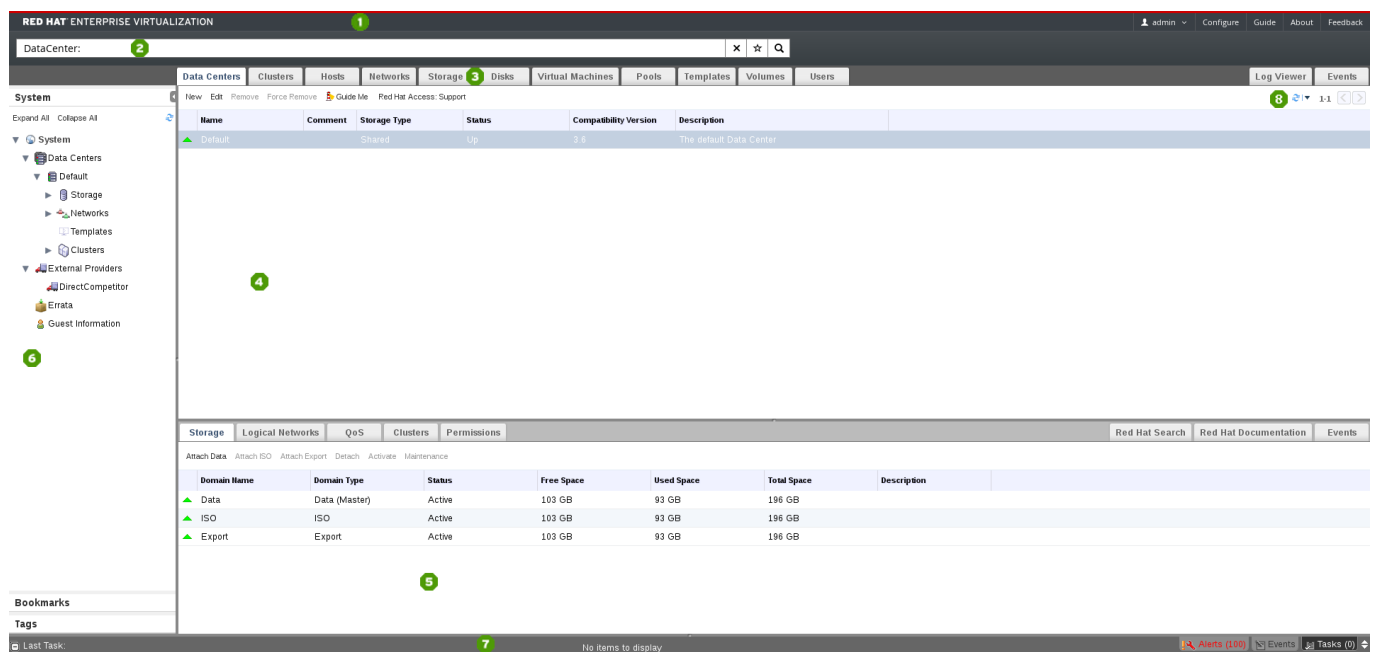 RED HAT ENTERPRISE VIRTUALIZATION 1 admin Configure Guide About Feedback
DataCenter: 2
Data Centers Clusters Hosts Networks Storage 3 Disks Virtual Machines Pools Templates Volumes Users Log Viewer Events
System
New Edit Remove Force Remove Guide Me Red Hat Access: Support 8 1-1
Expand All Collapse All
Name Comment Storage Type Status Compatibility Version Description
Default Shared Up 3.6 The default Data Center
System
Data Centers
Default
Storage
Networks
Templates
Clusters
External Providers
DirectCompetitor
Errata
Guest Information
4
6
Storage Logical Networks QoS Clusters Permissions Red Hat Search Red Hat Documentation Events
Attach Data Attach ISO Attach Export Detach Activate Maintenance
Domain Name Domain Type Status Free Space Used Space Total Space Description
Data Data (Master) Active 103 GB 93 GB 196 GB
ISO ISO Active 103 GB 93 GB 196 GB
Export Export Active 103 GB 93 GB 196 GB
5
Bookmarks
Tags
Last Task: 7 No items to display Alerts (100) Events Tasks (0)